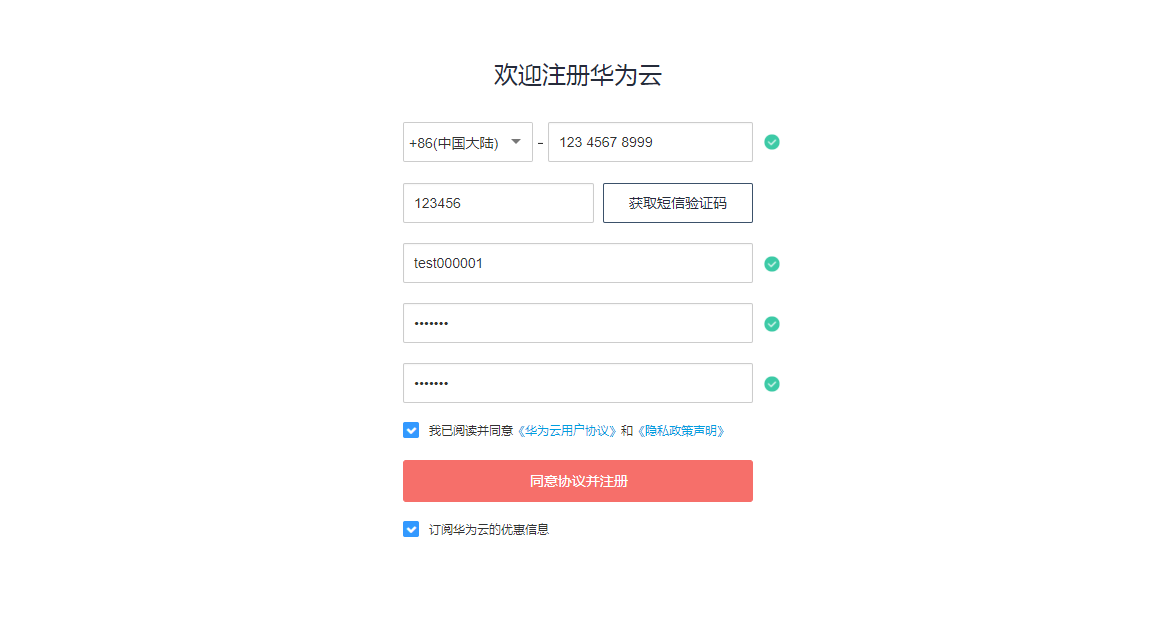 欢迎注册华为云
+86(中国大陆) - 123 4567 8999
123456 获取短信验证码
test000001
•••••••
•••••••
我已阅读并同意《华为云用户协议》和《隐私政策声明》
同意协议并注册
订阅华为云的优惠信息